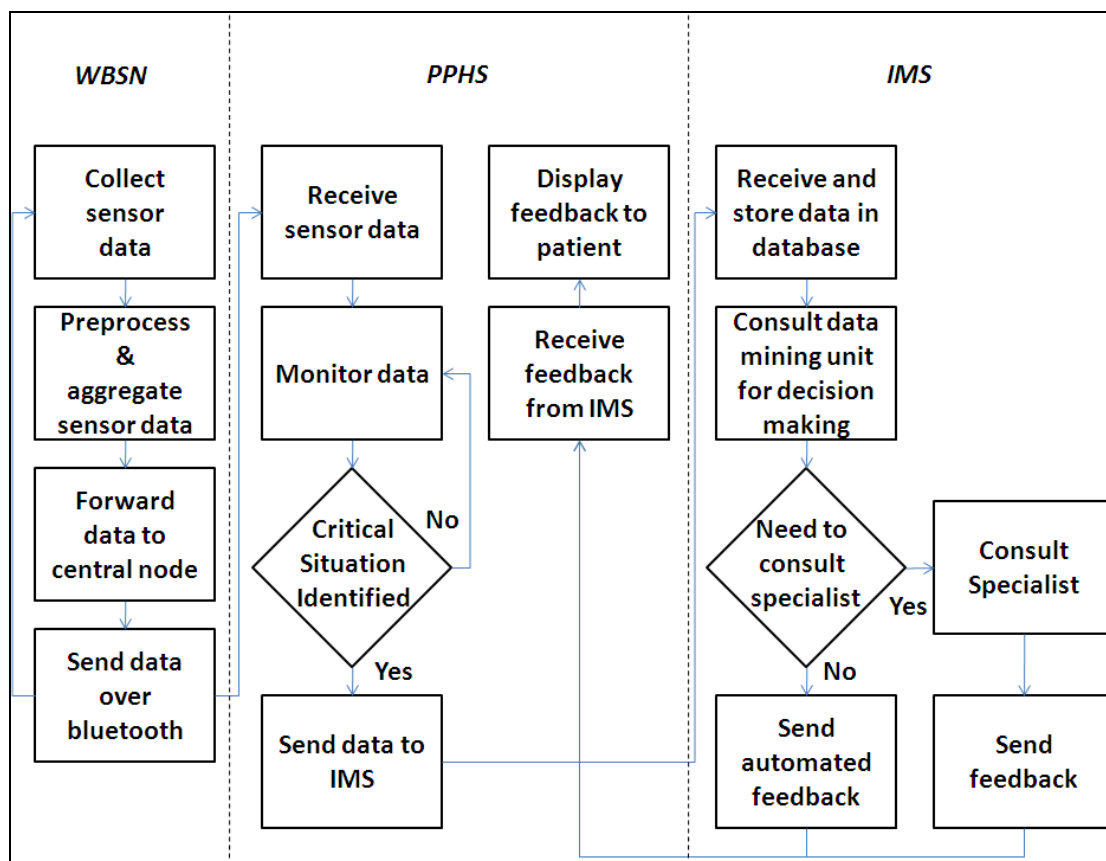 WBSN
PPHS
IMS
Collect
sensor
data
Preprocess
&
aggregate
sensor data
Forward
data to
central node
Send data
over
bluetooth
Receive
sensor data
Monitor data
Critical
Situation
Identified
No
Yes
Send data to
IMS
Display
feedback to
patient
Receive
feedback
from IMS
Receive and
store data in
database
Consult data
mining unit
for decision
making
Need to
consult
specialist
Yes
No
Consult
Specialist
Send
automated
feedback
Send
feedback